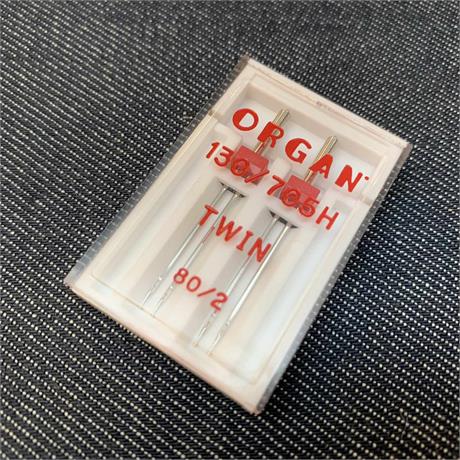 ORGAN
130/705H
TWIN
80/2